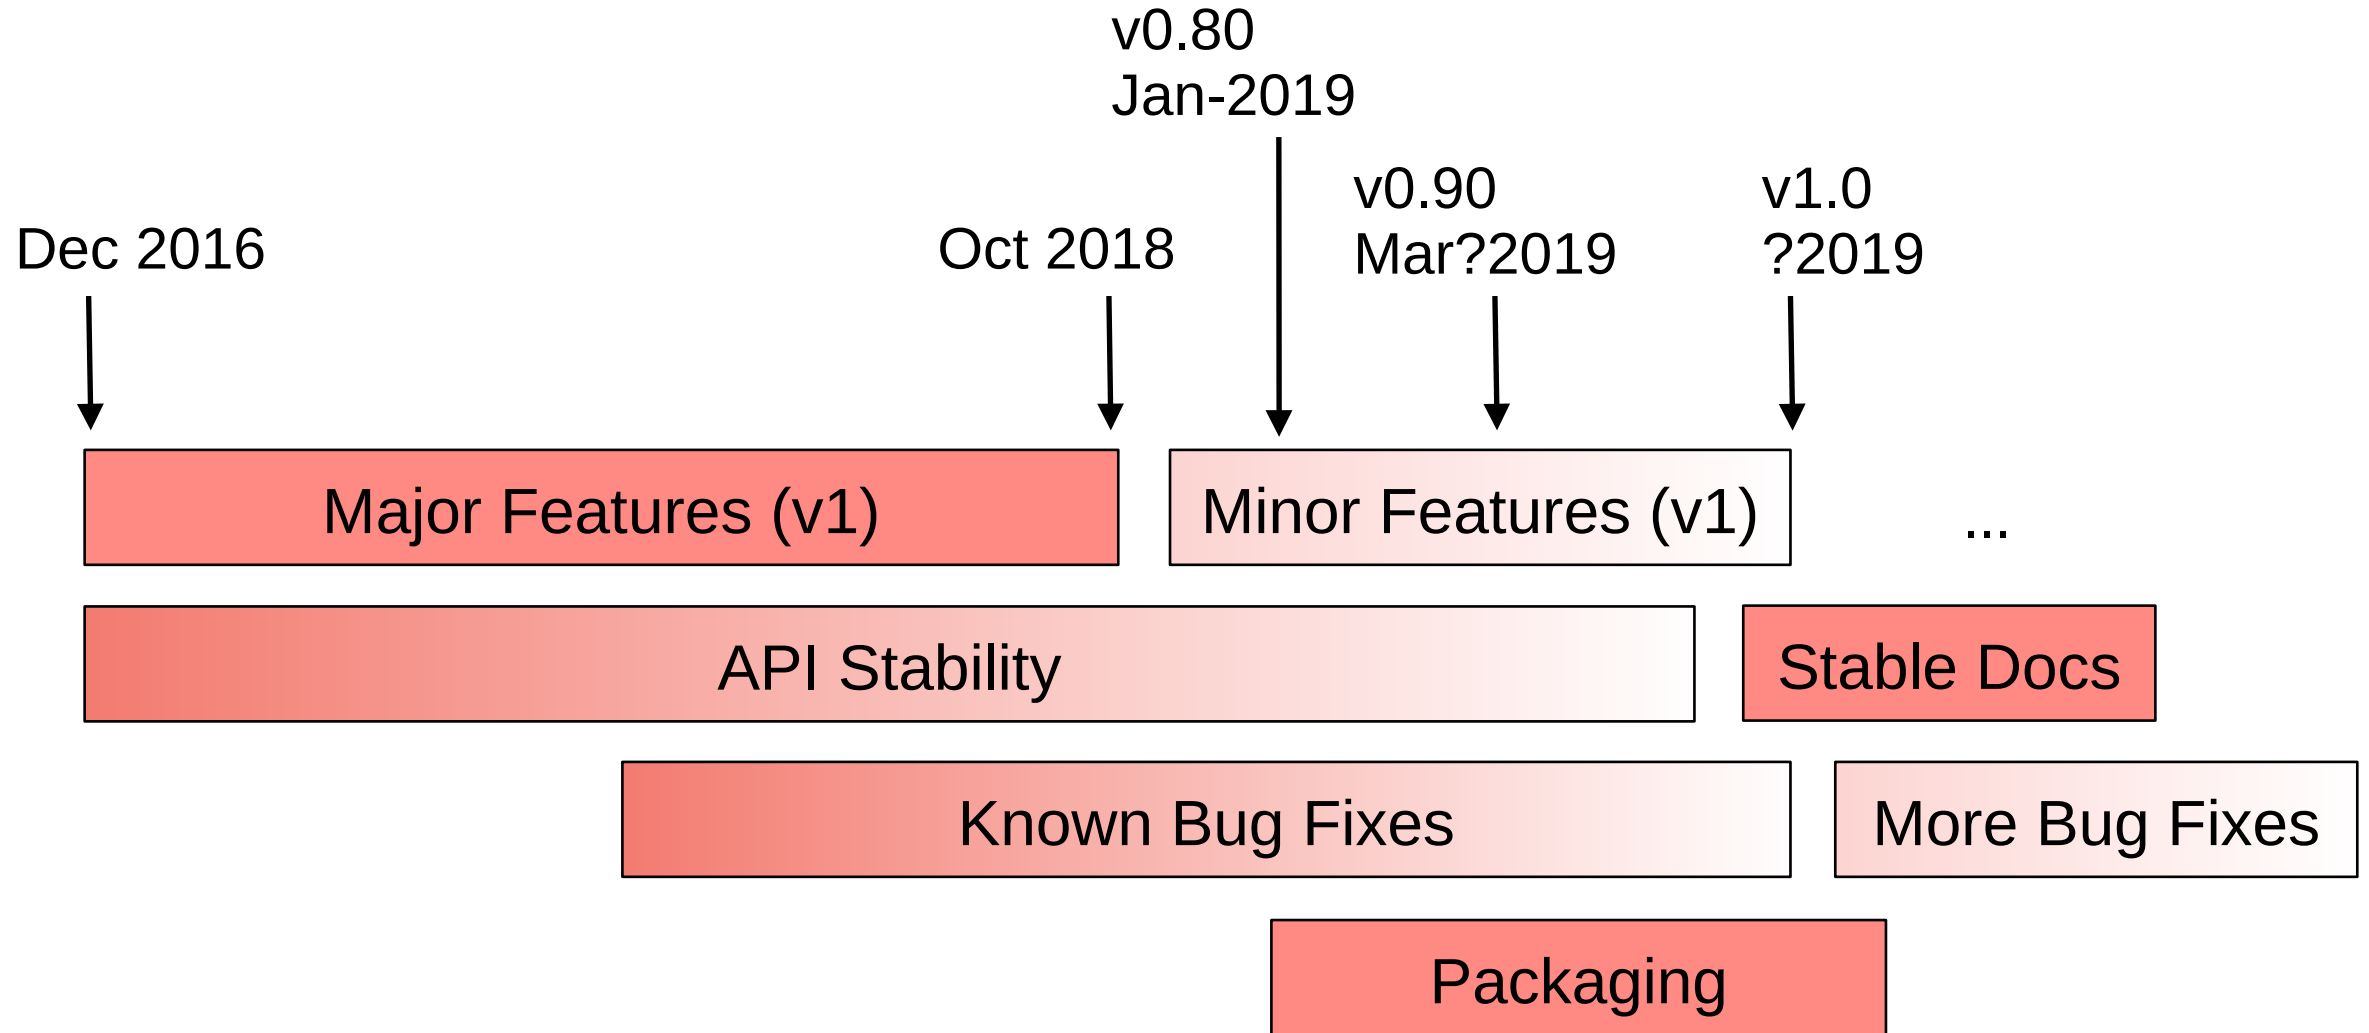 v0.80
Jan-2019
v0.90
Mar?2019
v1.0
?2019
Dec 2016
Oct 2018
Major Features (v1)
Minor Features (v1)
...
API Stability
Stable Docs
Known Bug Fixes
More Bug Fixes
Packaging